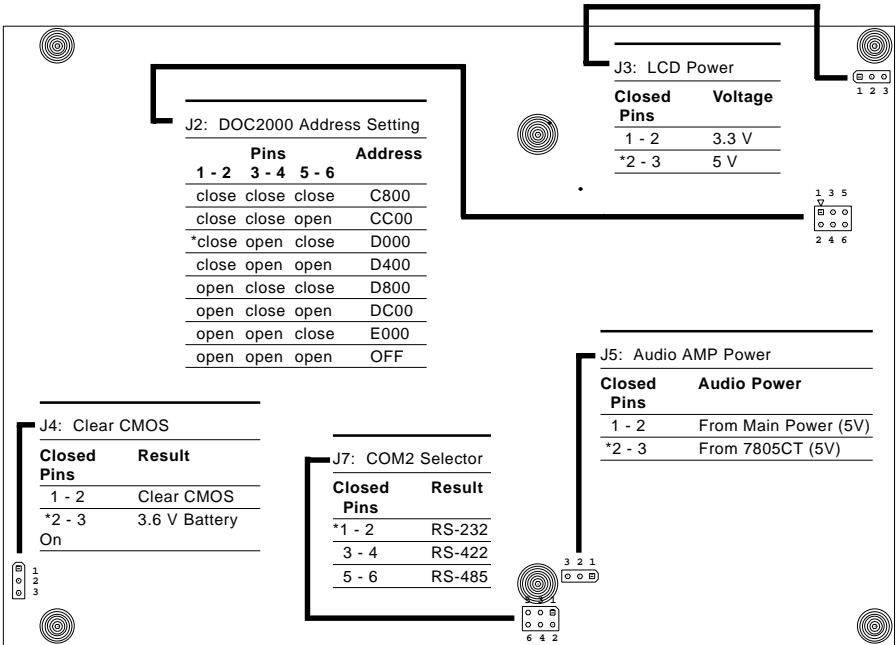 J3: LCD Power
Closed Pins Voltage
1 - 2 3.3 V
*2 - 3 5 V
1 2 3
J2: DOC2000 Address Setting
Pins Address
1 - 2 3 - 4 5 - 6
close close close C800
close close open CC00
*close open close D000
close open open D400
open close close D800
open close open DC00
open open close E000
open open open OFF
1 3 5
2 4 6
J5: Audio AMP Power
Closed Pins Audio Power
1 - 2 From Main Power (5V)
*2 - 3 From 7805CT (5V)
3 2 1
J4: Clear CMOS
Closed Pins Result
1 - 2 Clear CMOS
*2 - 3 3.6 V Battery
On
1
2
3
J7: COM2 Selector
Closed Pins Result
*1 - 2 RS-232
3 - 4 RS-422
5 - 6 RS-485
5 3 1
6 4 2